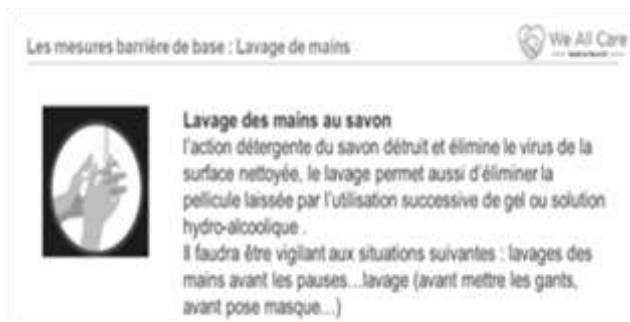 Les mesures barrière de base : Lavage de mains
We All Care
Lavage des mains au savon
l'action détergente du savon détruit et élimine le virus de la
surface nettoyée, le lavage permet aussi d'éliminer la
pellicule laissée par l'utilisation successive de gel ou solution
hydro-alcoolique .
Il faudra être vigilant aux situations suivantes : lavages des
mains avant les pauses...lavage (avant mettre les gants,
avant pose masque...)